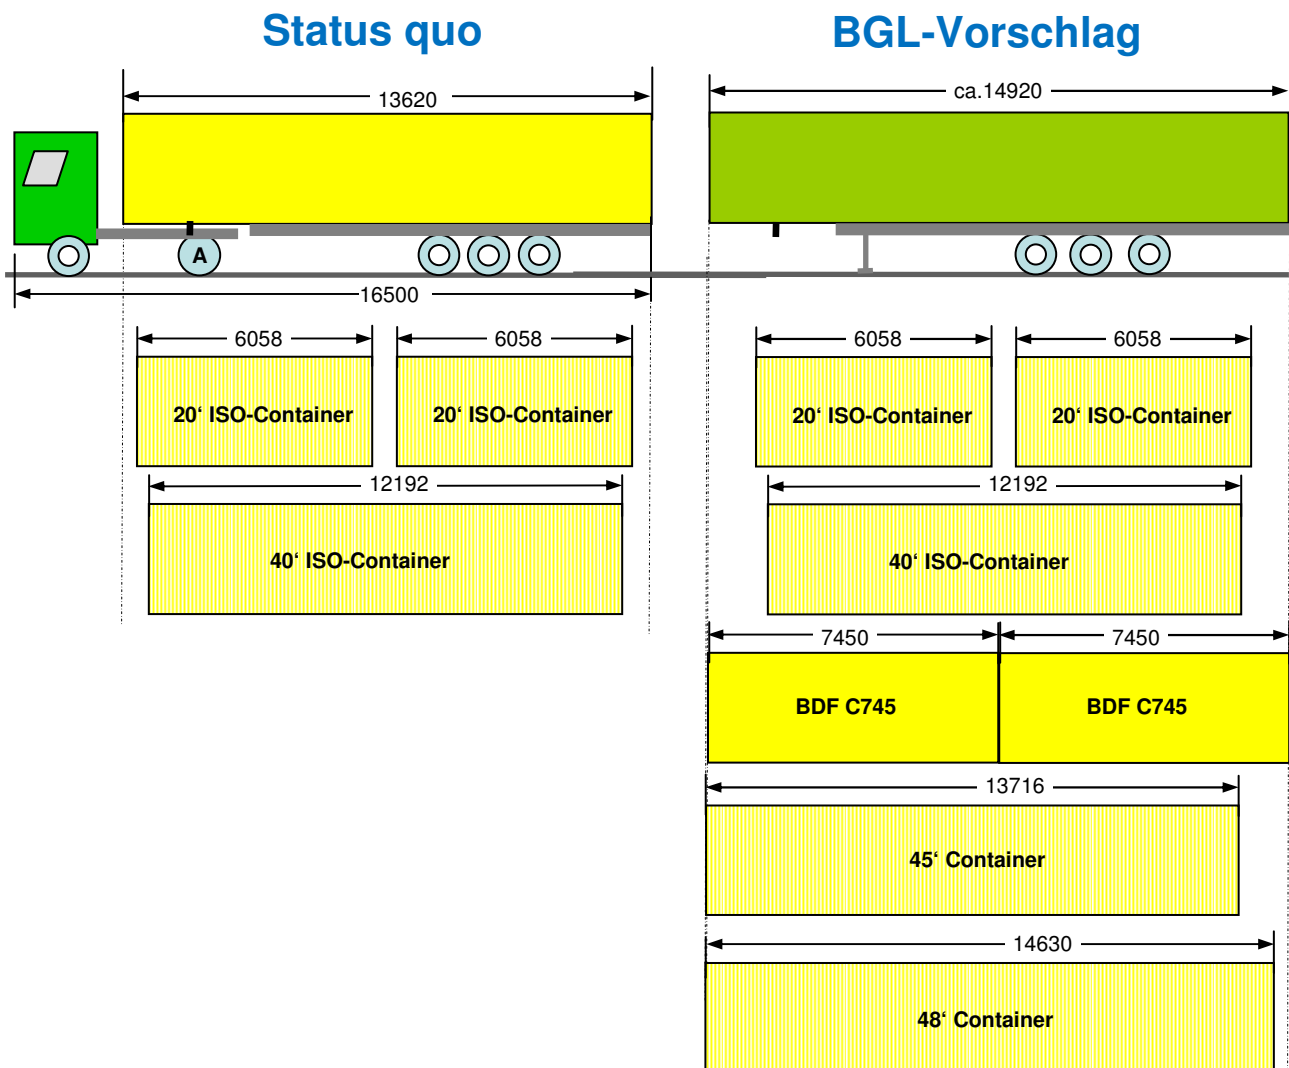 Status quo
BGL-Vorschlag
13620
ca.14920
A
16500
6058
6058
6058
6058
20‘ ISO-Container
20‘ ISO-Container
20‘ ISO-Container
20‘ ISO-Container
12192
12192
40‘ ISO-Container
40‘ ISO-Container
7450
7450
BDF C745
BDF C745
13716
45‘ Container
14630
48‘ Container